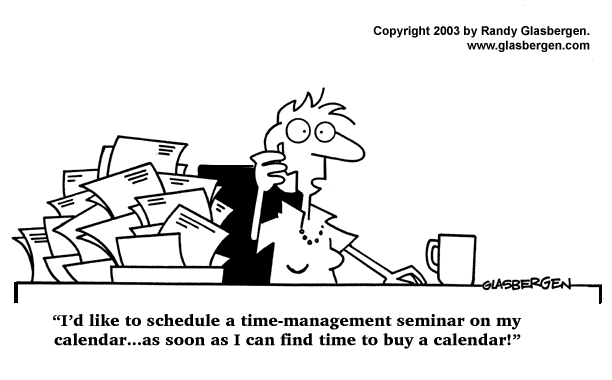 Copyright 2003 by Randy Glasbergen.
www.glasbergen.com
GLASBERGEN
“I’d like to schedule a time-management seminar on my
calendar...as soon as I can find time to buy a calendar!”